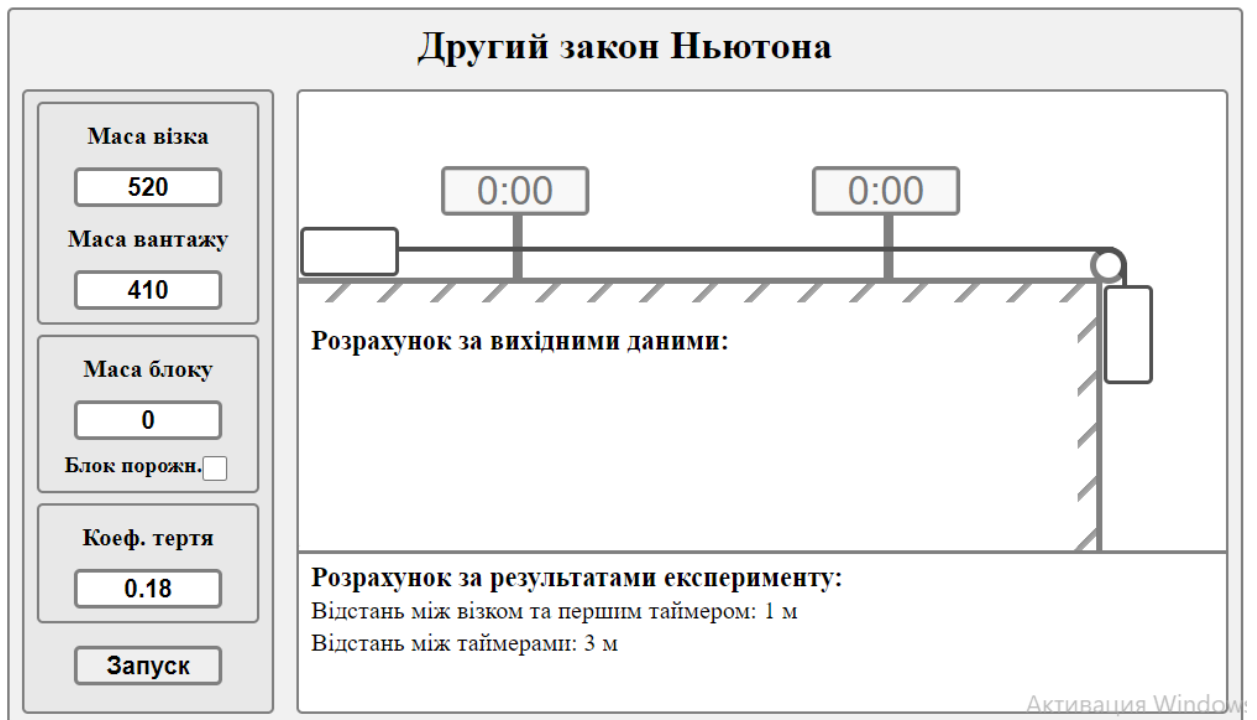 Другий закон Ньютона
Маса візка
520
Маса вантажу
410
Маса блоку
0
Блок порожн.
Коеф. тертя
0.18
Запуск
0:00
0:00
Розрахунок за вихідними даними:
Розрахунок за результатами експерименту:
Відстань між візком та першим таймером: 1 м
Відстань між таймерами: 3 м
Активация Windows